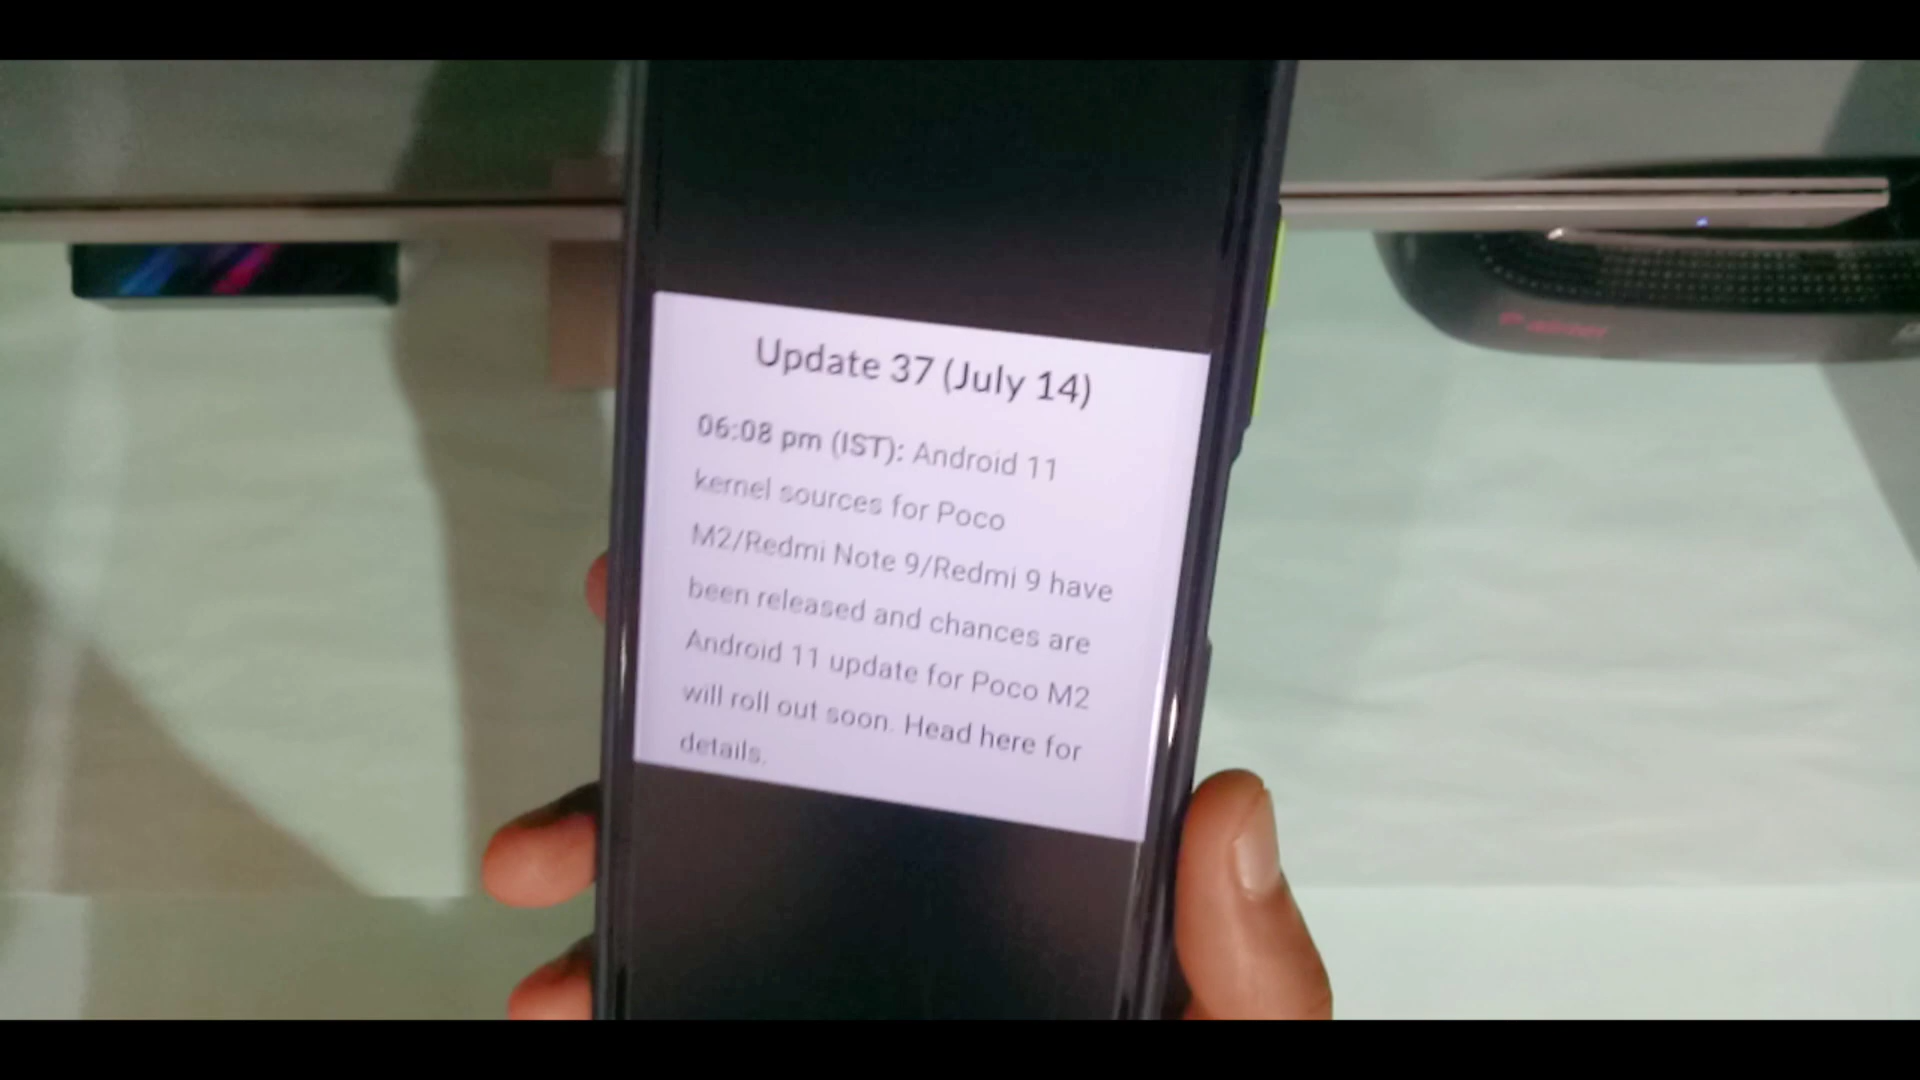 Update 37 (July 14)
06:08 pm (IST): Android 11
kernel sources for Poco
M2/Redmi Note 9/Redmi 9 have
been released and chances are
Android 11 update for Poco M2
will roll out soon. Head here for
details.
airtel